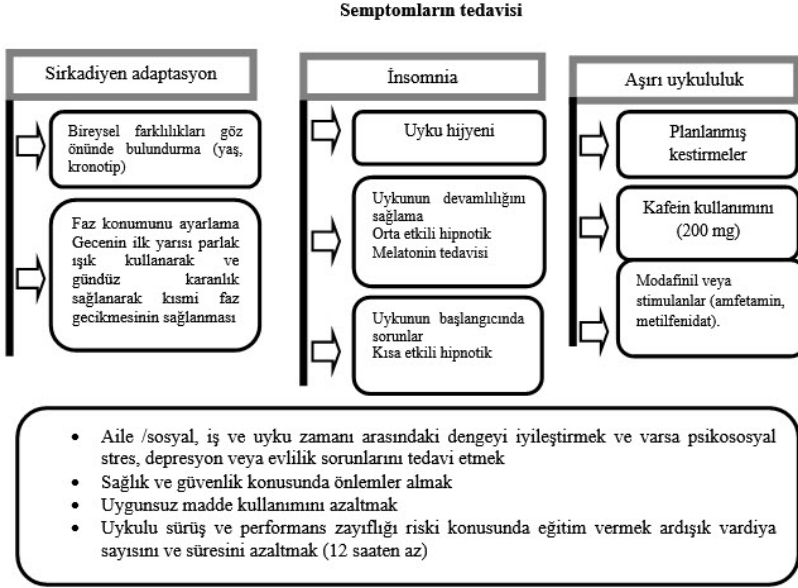 Semptomların tedavisi
Sirkadiyen adaptasyon
Bireysel farklılıkları göz
önünde bulundurma (yaş,
kronotip)
Faz konumunu ayarlama
Gecenin ilk yarısı parlak
ışık kullanarak ve
gündüz karanlık
sağlanarak kısmi faz
gecikmesinin sağlanması
İnsomnia
Uyku hijyeni
Uykunun devamlılığını
sağlama
Orta etkili hipnotik
Melatonin tedavisi
Uykunun başlangıcında
sorunlar
Kısa etkili hipnotik
Aşırı uykululuk
Planlanmış
kestirmeler
Kafein kullanımını
(200 mg)
Modafinil veya
stimulanlar (amfetamin,
metilfenidat).
• Aile /sosyal, iş ve uyku zamanı arasındaki dengeyi iyileştirmek ve varsa psikososyal
stres, depresyon veya evlilik sorunlarını tedavi etmek
• Sağlık ve güvenlik konusunda önlemler almak
• Uygunsuz madde kullanımını azaltmak
• Uykulu sürüş ve performans zayıflığı riski konusunda eğitim vermek ardışık vardiya
sayısını ve süresini azaltmak (12 saaten az)